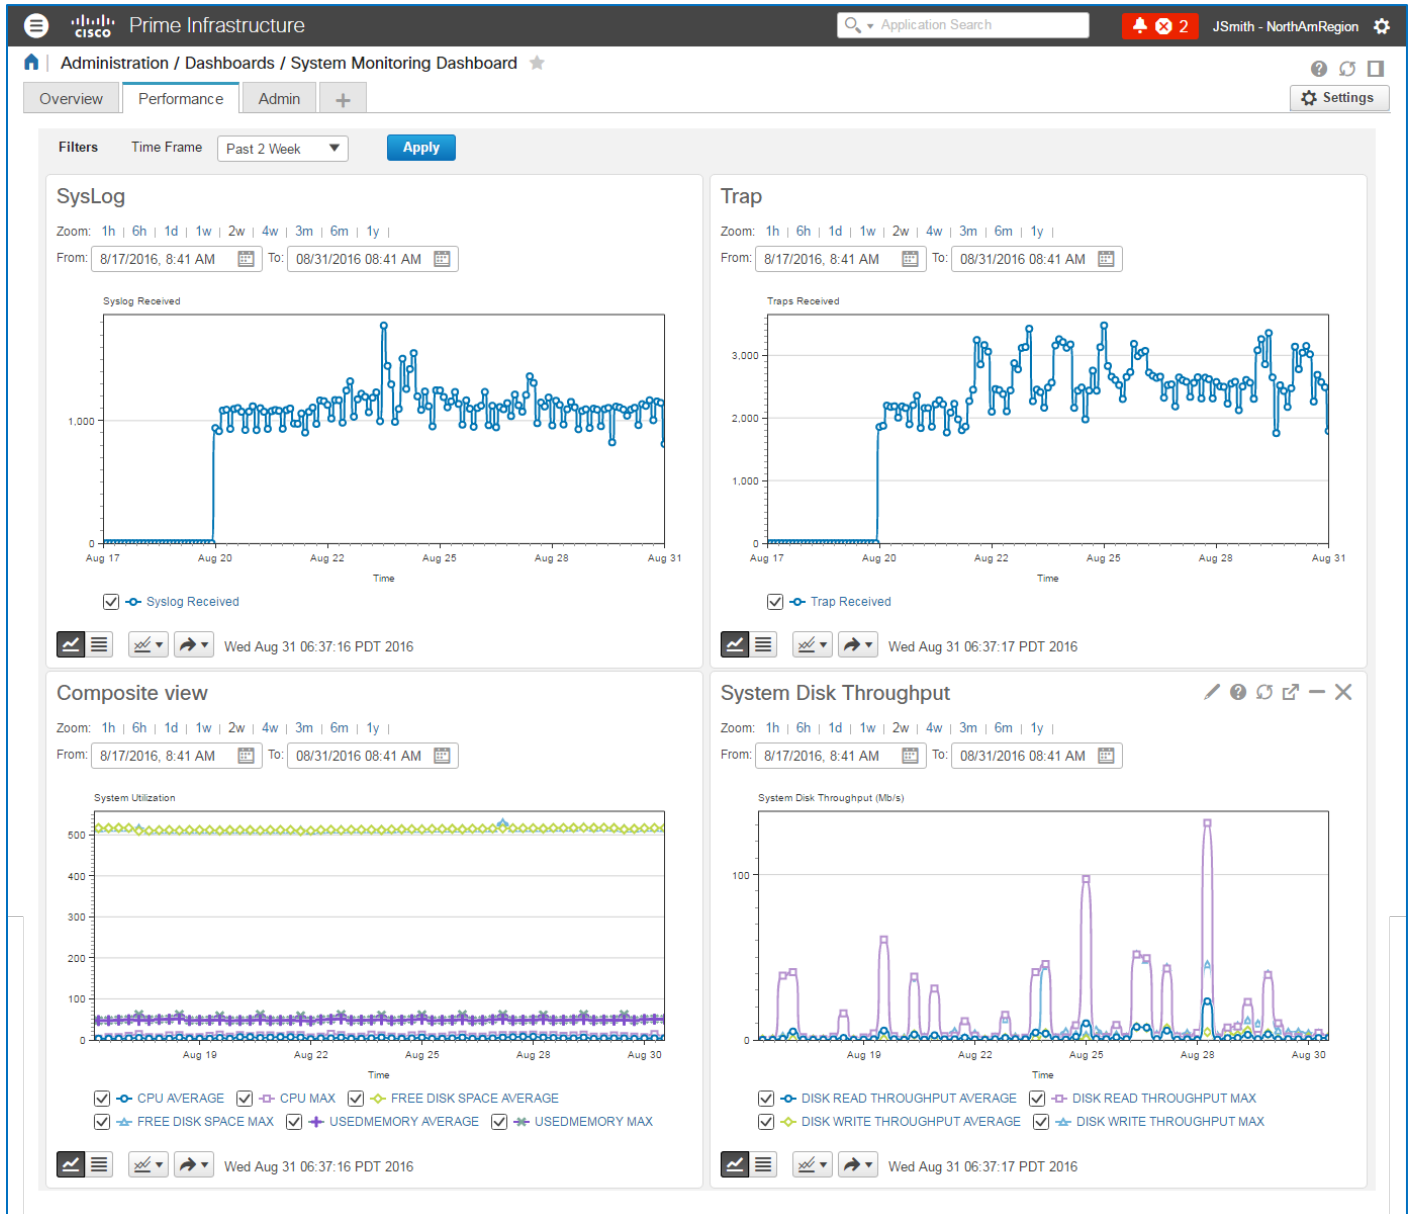 cisco Prime Infrastructure Application Search 2 JSmith - NorthAmRegion
Administration / Dashboards / System Monitoring Dashboard
Overview Performance Admin + Settings
Filters Time Frame Past 2 Week Apply
SysLog
Zoom: 1h | 6h | 1d | 1w | 2w | 4w | 3m | 6m | 1y |
From: 8/17/2016, 8:41 AM To: 08/31/2016 08:41 AM
Syslog Received
1,000
0
Aug 17 Aug 20 Aug 22 Aug 25 Aug 28 Aug 31
Time
Syslog Received
Wed Aug 31 06:37:16 PDT 2016
Trap
Zoom: 1h | 6h | 1d | 1w | 2w | 4w | 3m | 6m | 1y |
From: 8/17/2016, 8:41 AM To: 08/31/2016 08:41 AM
Traps Received
3,000
2,000
1,000
0
Aug 17 Aug 20 Aug 22 Aug 25 Aug 28 Aug 31
Time
Trap Received
Wed Aug 31 06:37:17 PDT 2016
Composite view
Zoom: 1h | 6h | 1d | 1w | 2w | 4w | 3m | 6m | 1y |
From: 8/17/2016, 8:41 AM To: 08/31/2016 08:41 AM
System Utilization
500
400
300
200
100
0
Aug 19 Aug 22 Aug 25 Aug 28 Aug 30
Time
CPU AVERAGE CPU MAX FREE DISK SPACE AVERAGE
FREE DISK SPACE MAX USEDMEMORY AVERAGE USEDMEMORY MAX
Wed Aug 31 06:37:16 PDT 2016
System Disk Throughput
Zoom: 1h | 6h | 1d | 1w | 2w | 4w | 3m | 6m | 1y |
From: 8/17/2016, 8:41 AM To: 08/31/2016 08:41 AM
System Disk Throughput (Mb/s)
100
0
Aug 19 Aug 22 Aug 25 Aug 28 Aug 30
Time
DISK READ THROUGHPUT AVERAGE DISK READ THROUGHPUT MAX
DISK WRITE THROUGHPUT AVERAGE DISK WRITE THROUGHPUT MAX
Wed Aug 31 06:37:17 PDT 2016